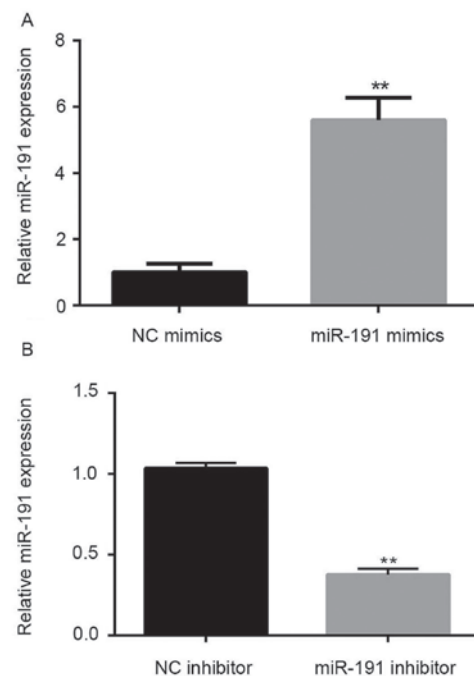 A
Relative miR-191 expression
8
6
4
2
0
**
NC mimics
miR-191 mimics
B
Relative miR-191 expression
1.5
1.0
0.5
0.0
**
NC inhibitor
miR-191 inhibitor